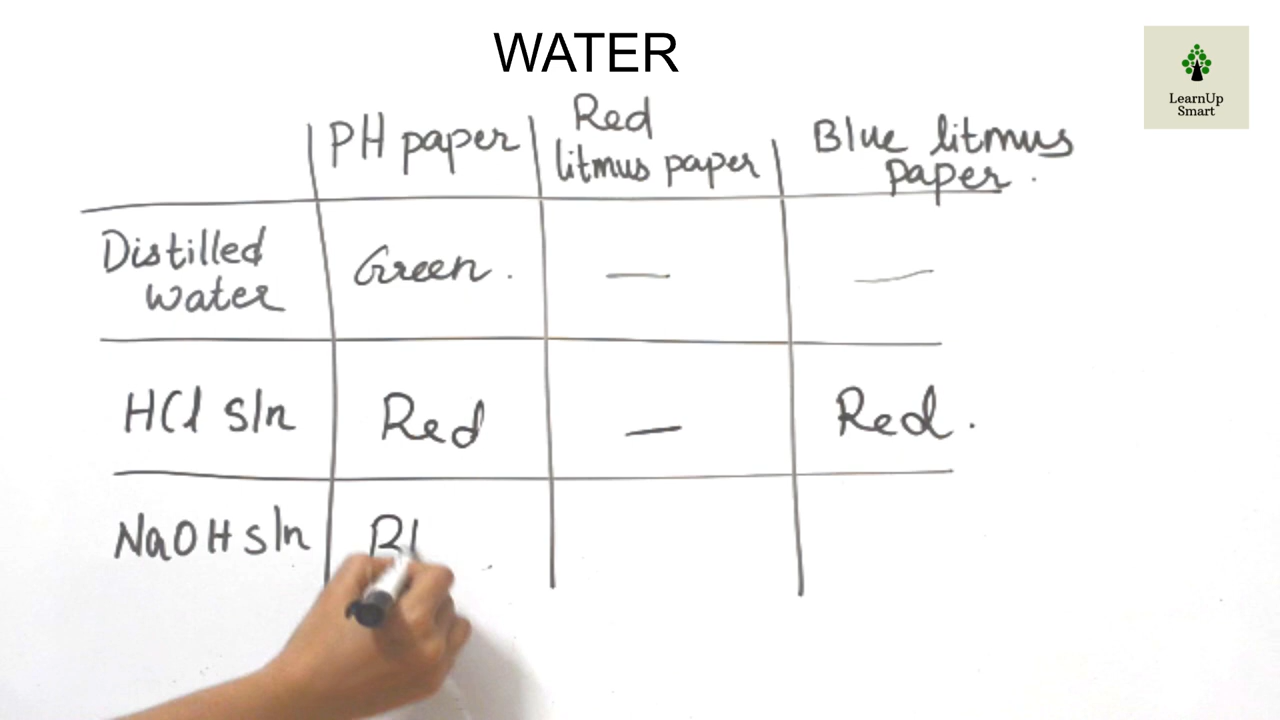 WATER
LearnUp
Smart
PH paper
Red
litmus paper
Blue litmus
paper.
Distilled
water
Green.
—
—
HCl Sln
Red
—
Red.
NaOH sln
Bl